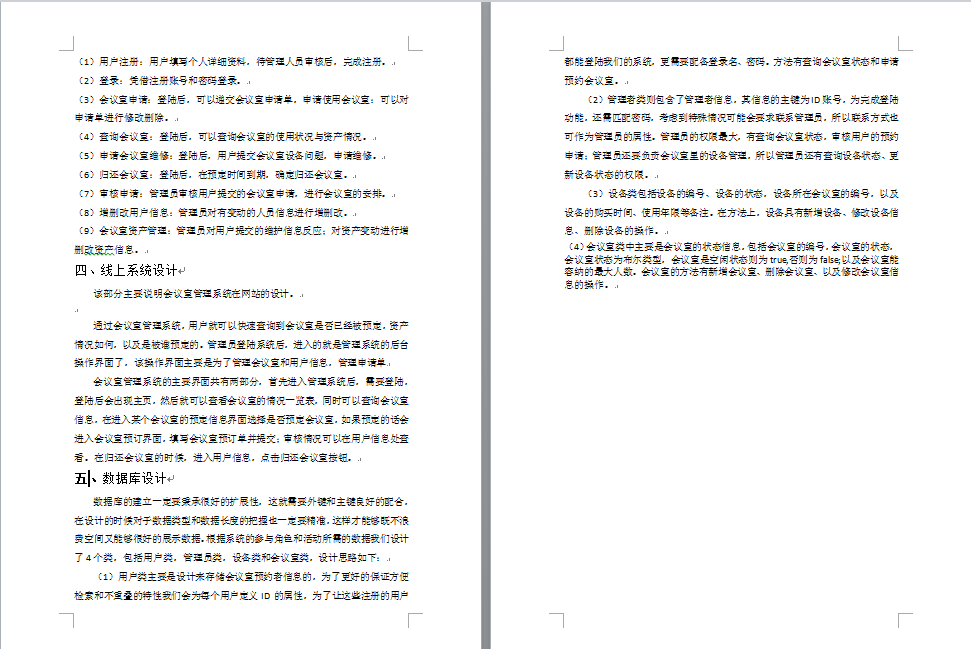 （1）用户注册：用户填写个人详细资料，待管理人员审核后，完成注册。
（2）登录：凭借注册账号和密码登录。
（3）会议室申请：登陆后，可以递交会议室申请单，申请使用会议室；可以对
申请单进行修改删除。
（4）查询会议室：登陆后，可以查询会议室的使用状况与资产情况。
（5）申请会议室维修：登陆后，用户提交会议室设备问题，申请维修。
（6）归还会议室：登陆后，在预定时间到期，确定归还会议室。
（7）审核申请：管理员审核用户提交的会议室申请，进行会议室的安排。
（8）增删改用户信息：管理员对有变动的人员信息进行增删改。
（9）会议室资产管理：管理员对用户提交的维护信息反应；对资产变动进行增
删改资产信息。
四、线上系统设计
该部分主要说明会议室管理系统在网站的设计。
通过会议室管理系统，用户就可以快速查询到会议室是否已经被预定，资产
情况如何，以及是被谁预定的。管理员登陆系统后，进入的就是管理系统的后台
操作界面了，该操作界面主要是为了管理会议室和用户信息，管理申请单。
会议室管理系统的主要界面共有两部分，首先进入管理系统后，需要登陆，
登陆后会出现主页，然后就可以查看会议室的情况一览表，同时可以查询会议室
信息，在进入某个会议室的预定信息界面选择是否预定会议室，如果预定的话会
进入会议室预订界面，填写会议室预订单并提交；审核情况可以在用户信息处查
看。在归还会议室的时候，进入用户信息，点击归还会议室按钮。
五、数据库设计
数据库的建立一定要秉承很好的扩展性，这就需要外键和主键良好的配合，
在设计的时候对于数据类型和数据长度的把握也一定要精准，这样才能够既不浪
费空间又能够很好的展示数据。根据系统的参与角色和活动所需的数据我们设计
了 4 个类，包括用户类，管理员类，设备类和会议室类，设计思路如下：
（1）用户类主要是设计来存储会议室预约者信息的，为了更好的保证方便
检索和不重叠的特性我们会为每个用户定义 ID 的属性，为了让这些注册的用户
都能登陆我们的系统，更需要配备登录名、密码。方法有查询会议室状态和申请
预约会议室。
（2）管理者类则包含了管理者信息，其信息的主键为 ID 账号，为完成登陆
功能，还需匹配密码，考虑到特殊情况可能会要求联系管理员，所以联系方式也
可作为管理员的属性。管理员的权限最大，有查询会议室状态，审核用户的预约
申请；管理员还要负责会议室里的设备管理，所以管理员还有查询设备状态、更
新设备状态的权限。
（3）设备类包括设备的编号、设备的状态，设备所在会议室的编号，以及
设备的购买时间、使用年限等备注。在方法上，设备具有新增设备、修改设备信
息、删除设备的操作。
（4）会议室类中主要是会议室的状态信息，包括会议室的编号，会议室的状态，
会议室状态为布尔类型，会议室是空闲状态则为 true,否则为 false;以及会议室能
容纳的最大人数。会议室的方法有新增会议室、删除会议室、以及修改会议室信
息的操作。